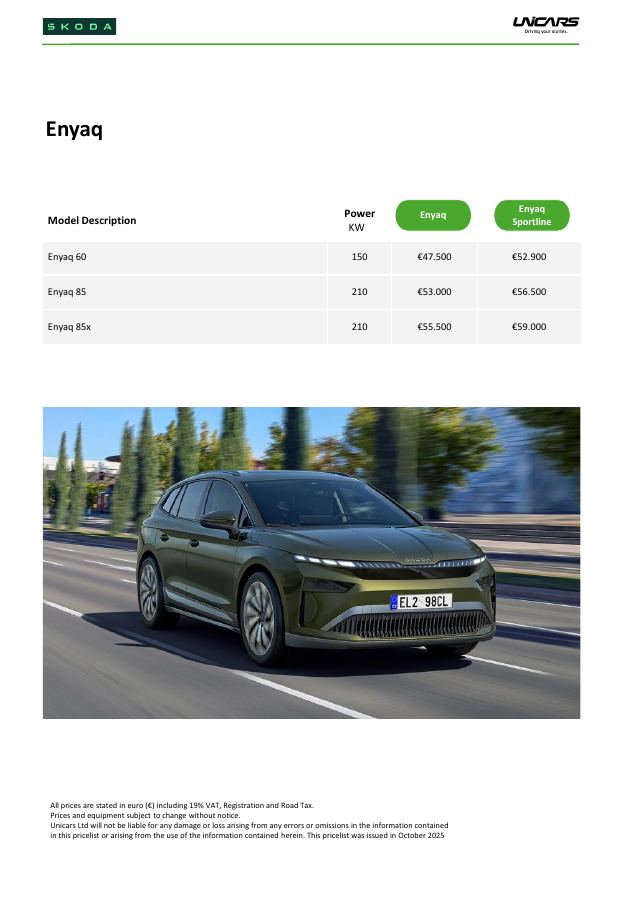 SKODA
UNICARS
Driving your stories.
Enyaq
Model Description
Power
KW
Enyaq
Enyaq
Sportline
Enyaq 60 150 €47.500 €52.900
Enyaq 85 210 €53.000 €56.500
Enyaq 85x 210 €55.500 €59.000
SKODA
EL2 98CL
All prices are stated in euro (€) including 19% VAT, Registration and Road Tax.
Prices and equipment subject to change without notice.
Unicars Ltd will not be liable for any damage or loss arising from any errors or omissions in the information contained
in this pricelist or arising from the use of the information contained herein. This pricelist was issued in October 2025